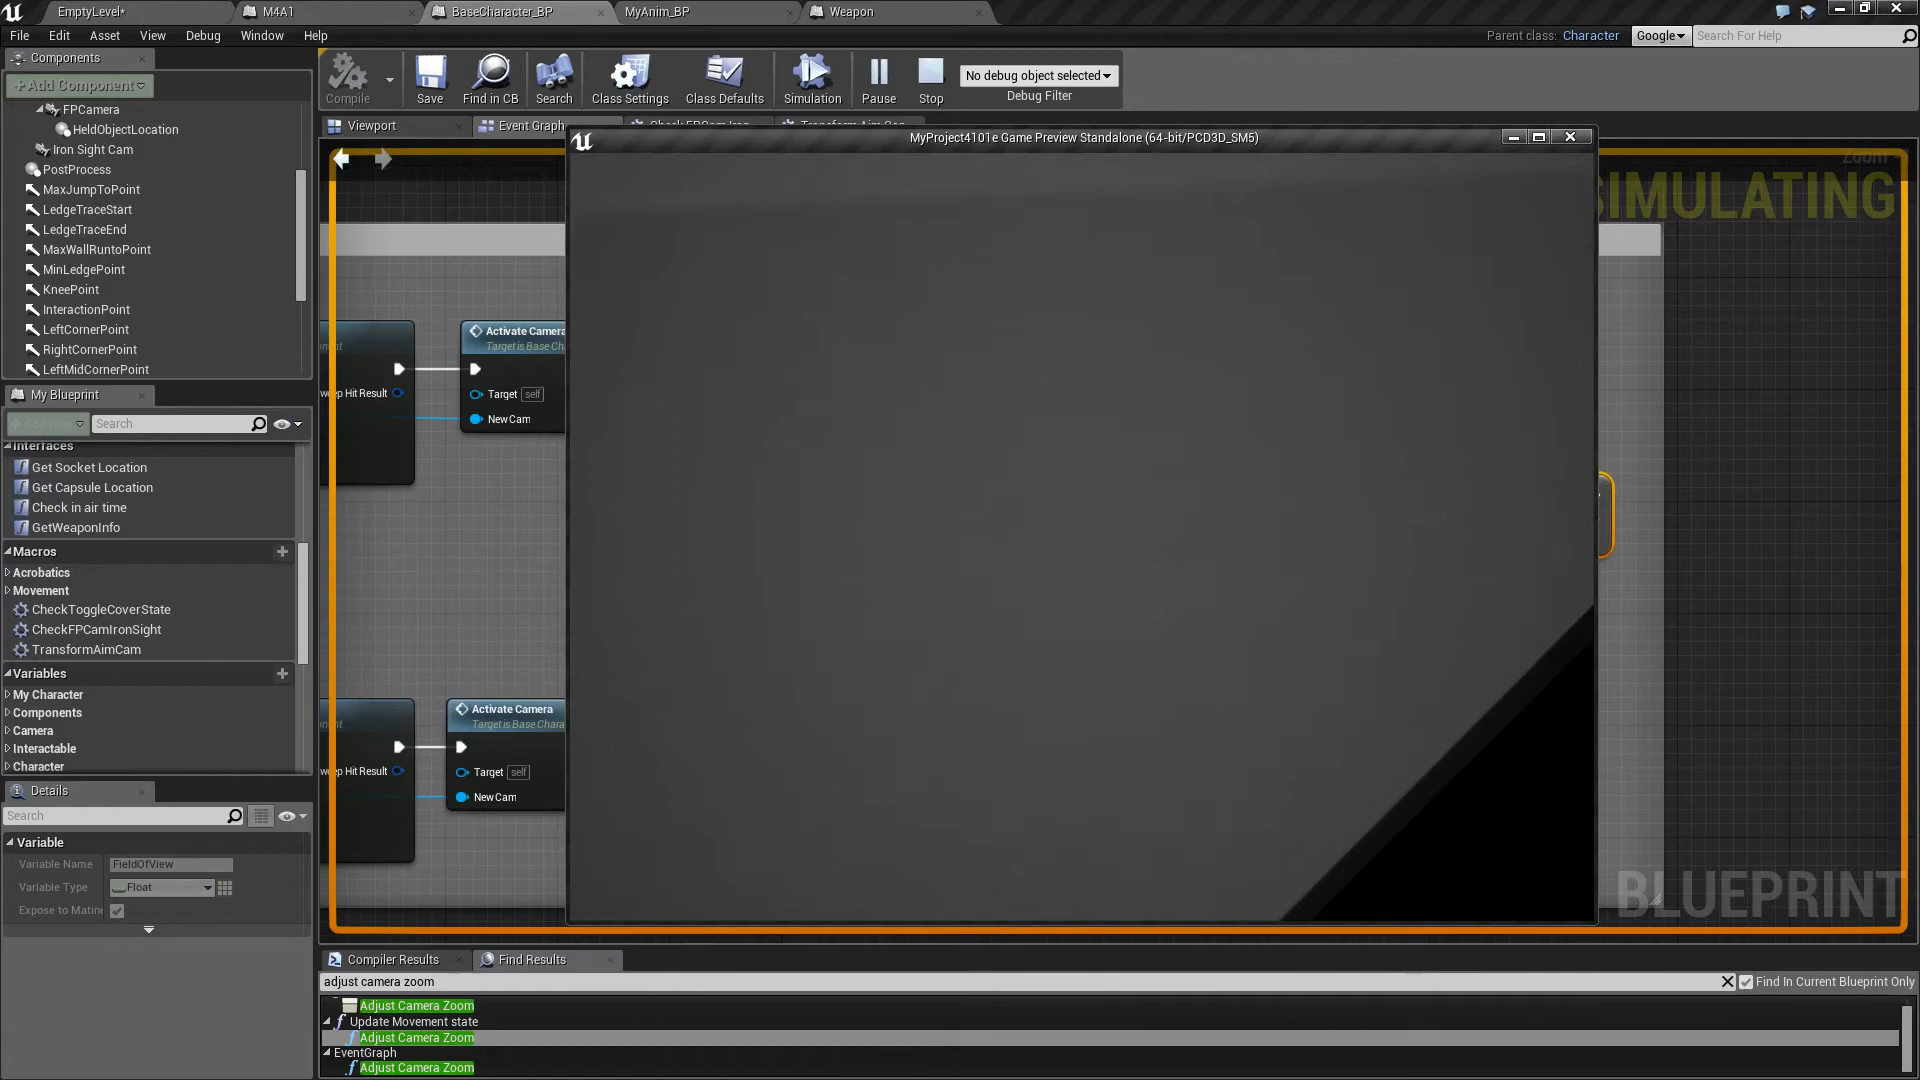 EmptyLevel*
M4A1
BaseCharacter_BP
MyAnim_BP
Weapon
File Edit Asset View Debug Window Help
Parent class: Character
Google
Search For Help
Components
+Add Component
Compile
Save
Find in CB
Search
Class Settings
Class Defaults
Simulation
Pause
Stop
No debug object selected
Debug Filter
FPCamera
HeldObjectLocation
Iron Sight Cam
PostProcess
MaxJumpToPoint
LedgeTraceStart
LedgeTraceEnd
MaxWallRuntoPoint
MinLedgePoint
KneePoint
InteractionPoint
LeftCornerPoint
RightCornerPoint
LeftMidCornerPoint
Viewport
Event Graph
MyProject4101e Game Preview Standalone (64-bit/PCD3D_SM5)
SIMULATING
Activate Camera
Target is Base Ch
weep Hit Result
Target self
New Cam
Activate Camera
Target is Base Chara
weep Hit Result
Target self
New Cam
BLUEPRINT
My Blueprint
Search
Interfaces
Get Socket Location
Get Capsule Location
Check in air time
GetWeaponInfo
Macros
Acrobatics
Movement
CheckToggleCoverState
CheckFPCamIronSight
TransformAimCam
Variables
My Character
Components
Camera
Interactable
Character
Details
Search
Variable
Variable Name FieldOfView
Variable Type Float
Expose to Matine
Compiler Results
Find Results
adjust camera zoom
Find In Current Blueprint Only
Adjust Camera Zoom
Update Movement state
Adjust Camera Zoom
EventGraph
Adjust Camera Zoom